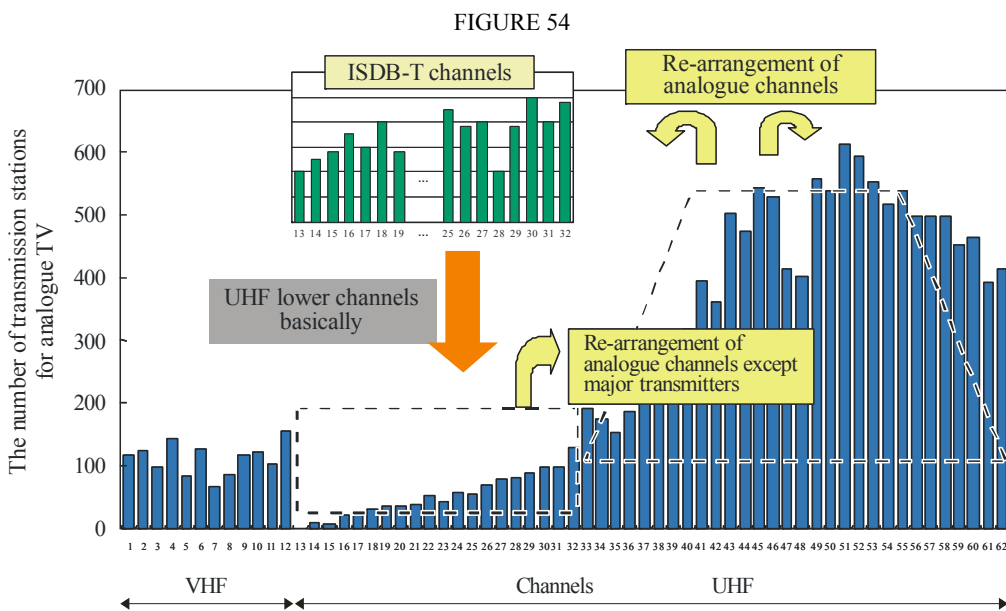 FIGURE 54
ISDB-T channels
13 14 15 16 17 18 19 ... 25 26 27 28 29 30 31 32
...
Re-arrangement of
analogue channels
UHF lower channels
basically
Re-arrangement of
analogue channels except
major transmitters
The number of transmission stations
for analogue TV
700
600
500
400
300
200
100
0
1 2 3 4 5 6 7 8 9 10 11 12 13 14 15 16 17 18 19 20 21 22 23 24 25 26 27 28 29 30 31 32 33 34 35 36 37 38 39 40 41 42 43 44 45 46 47 48 49 50 51 52 53 54 55 56 57 58 59 60 61 62
VHF Channels UHF